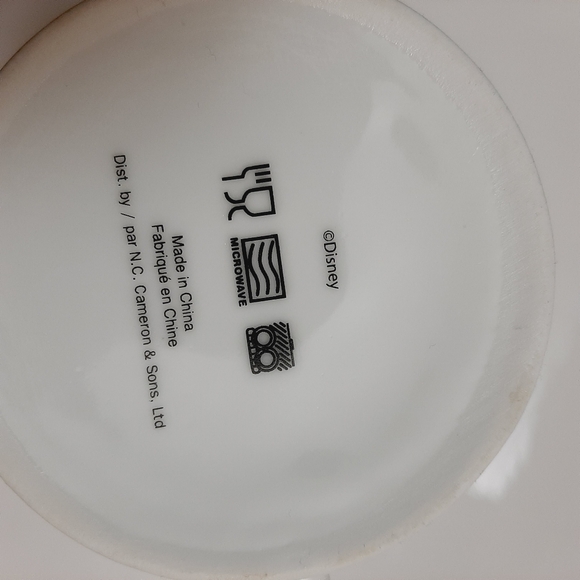 ©Disney
MICROWAVE
Made in China
Fabriqué en Chine
Dist. by / par N.C. Cameron & Sons, Ltd